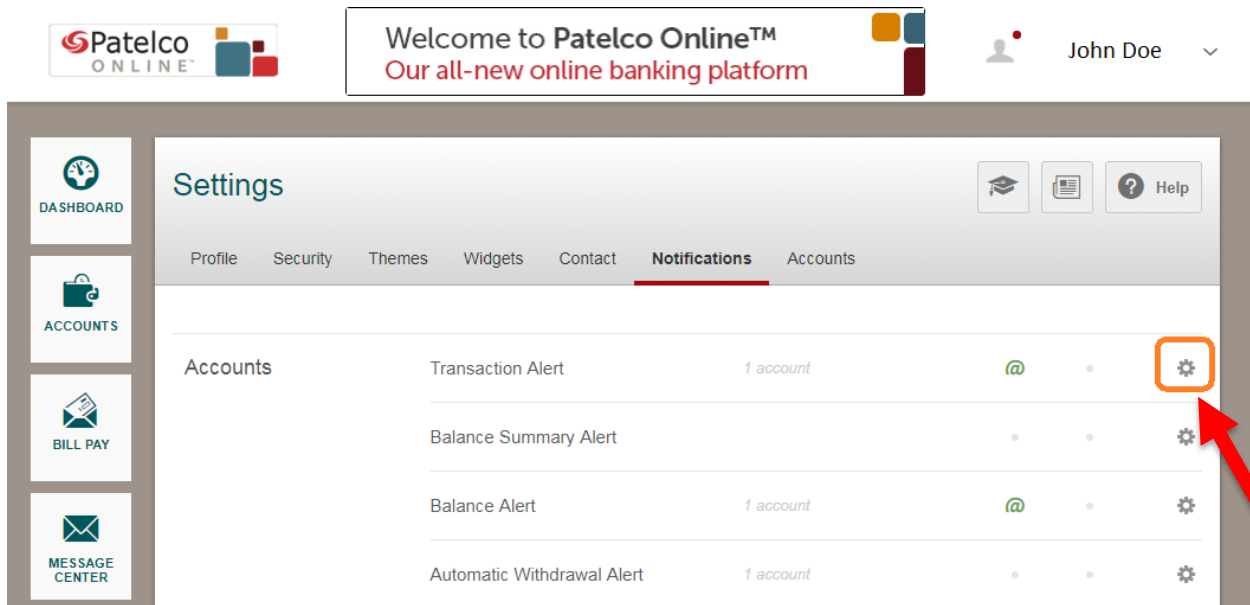 Patelco
ONLINE™
Welcome to Patelco Online™
Our all-new online banking platform
John Doe
DASHBOARD
ACCOUNTS
BILL PAY
MESSAGE
CENTER
Settings
Help
Profile Security Themes Widgets Contact Notifications Accounts
Accounts
Transaction Alert 1 account @
Balance Summary Alert
Balance Alert 1 account @
Automatic Withdrawal Alert 1 account